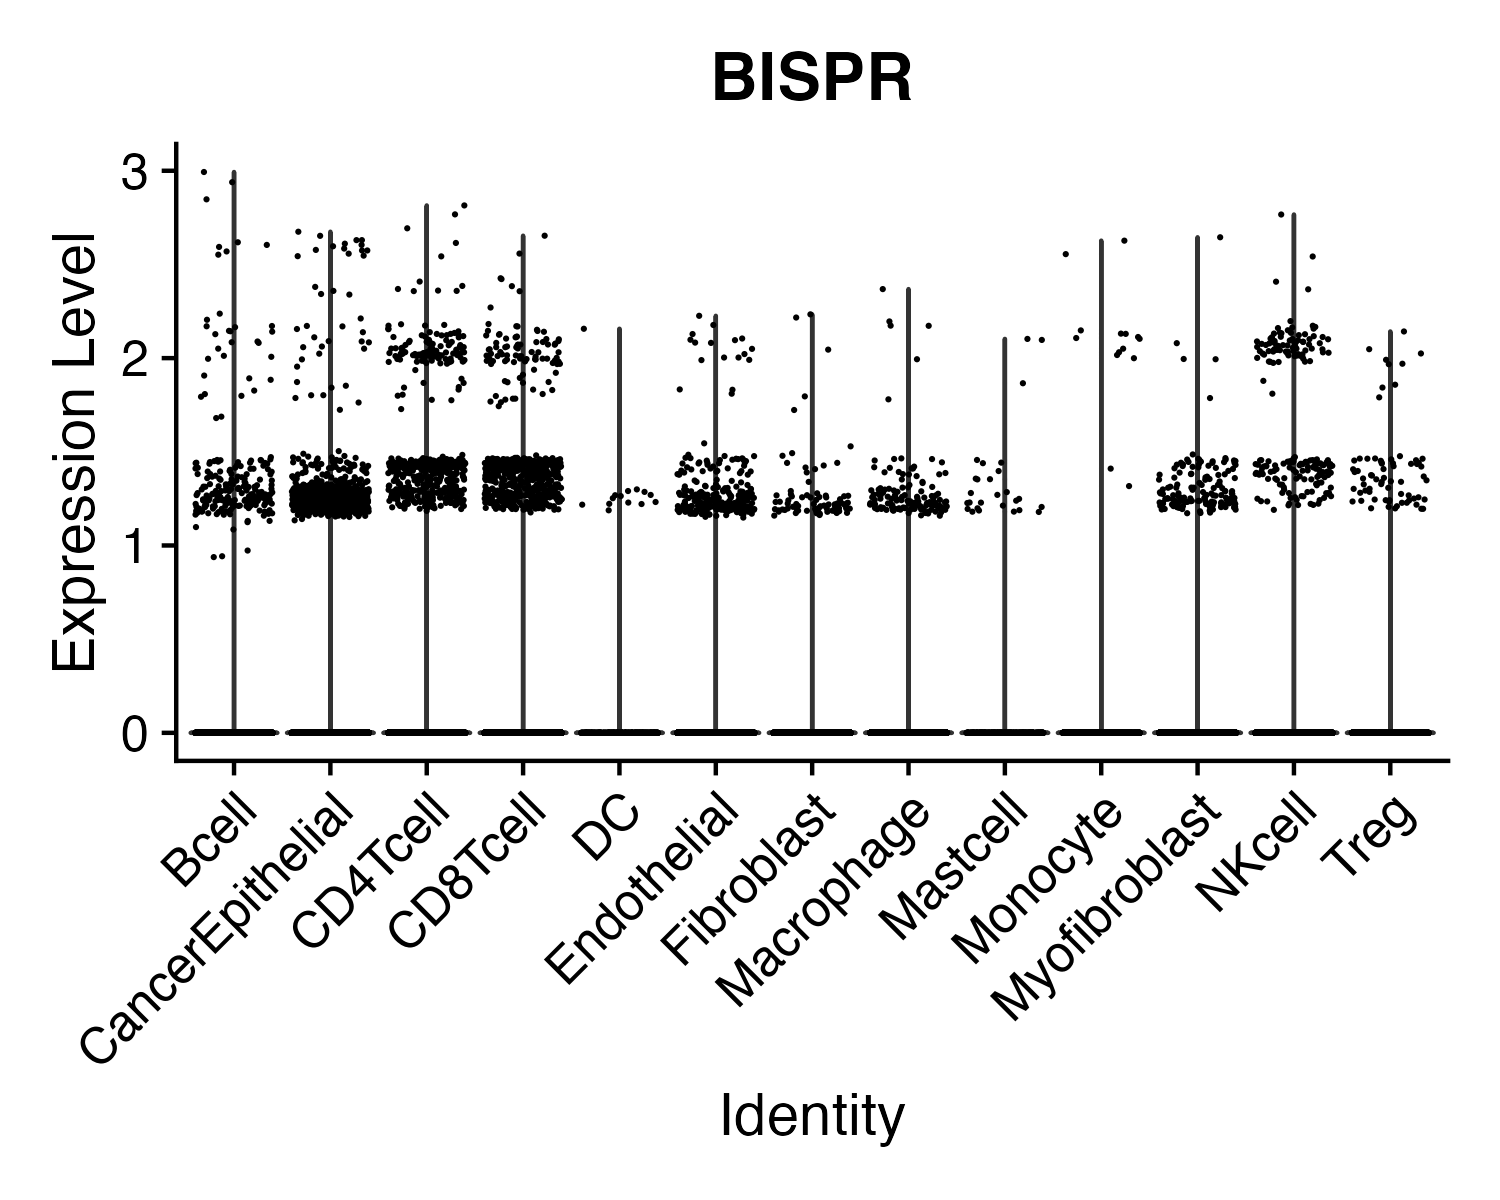 BISPR
Expression Level
3
2
1
0
Bcell
CancerEpithelial
CD4Tcell
CD8Tcell
DC
Endothelial
Fibroblast
Macrophage
Mastcell
Monocyte
Myofibroblast
NKcell
Treg
Identity